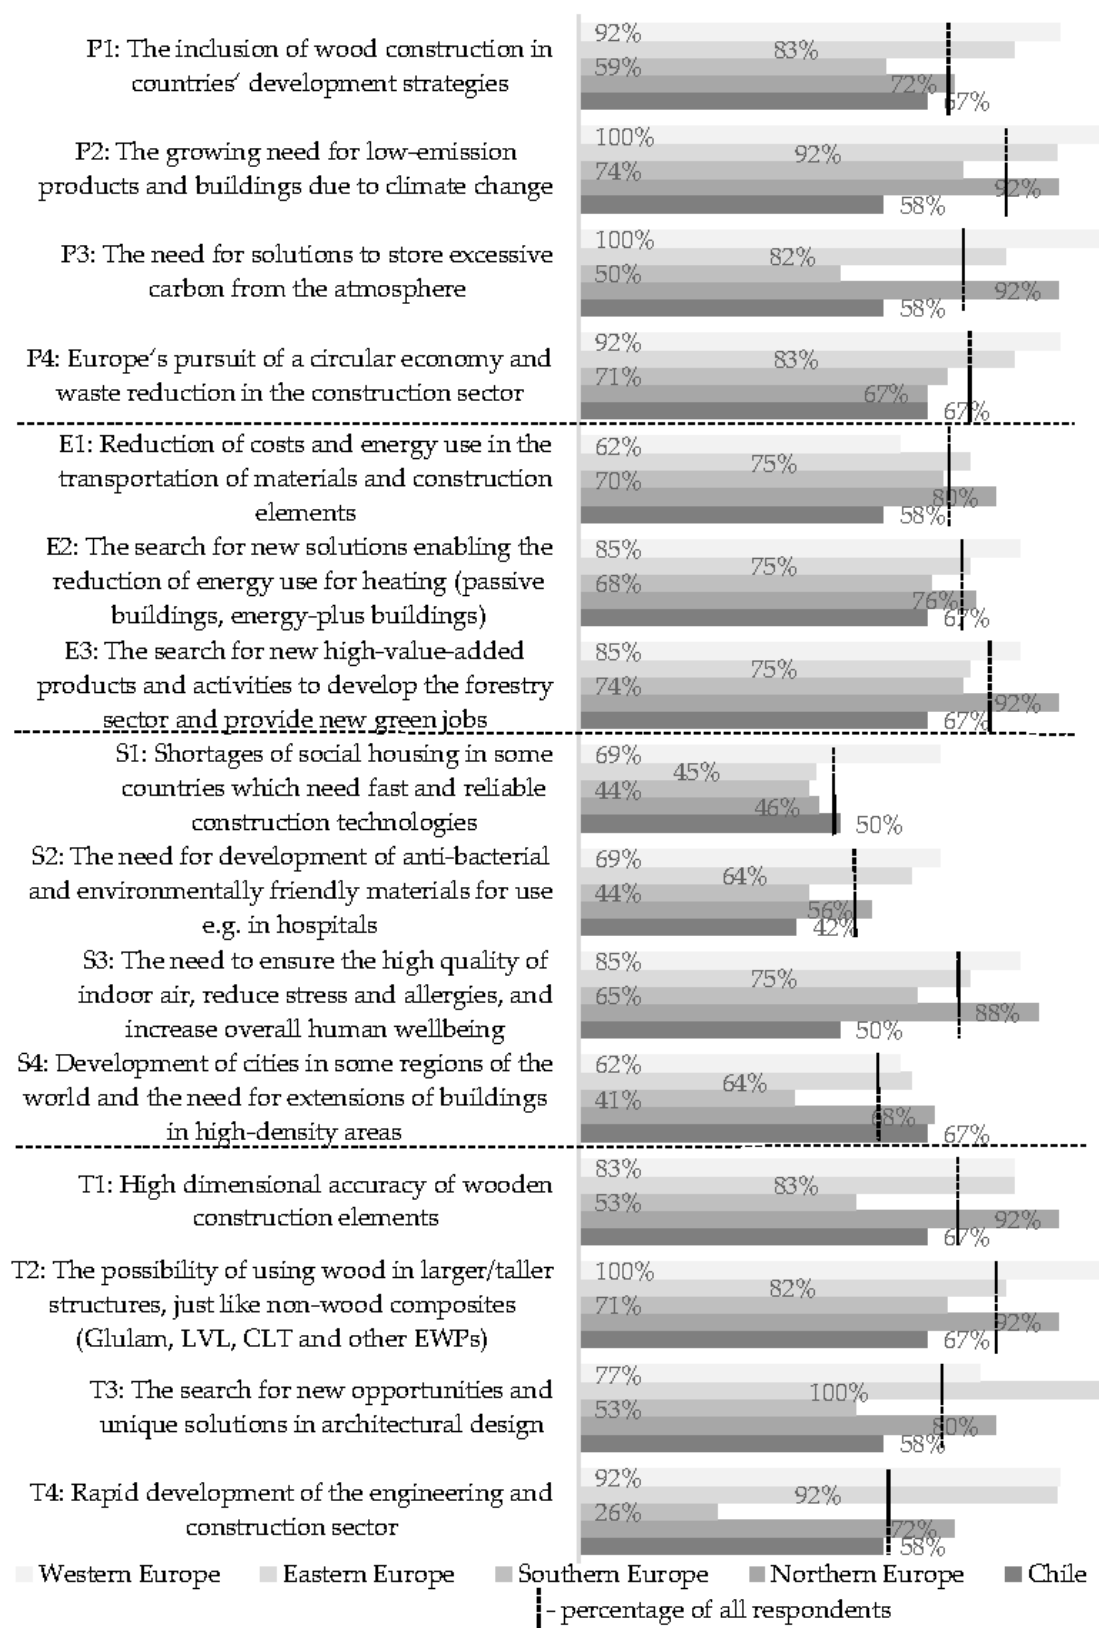 P1: The inclusion of wood construction in
countries' development strategies
92%
83%
59%
72%
67%
P2: The growing need for low-emission
products and buildings due to climate change
100%
92%
74%
92%
58%
P3: The need for solutions to store excessive
carbon from the atmosphere
100%
82%
50%
92%
58%
P4: Europe's pursuit of a circular economy and
waste reduction in the construction sector
92%
83%
71%
67%
67%
E1: Reduction of costs and energy use in the
transportation of materials and construction
elements
62%
75%
70%
80%
58%
E2: The search for new solutions enabling the
reduction of energy use for heating (passive
buildings, energy-plus buildings)
85%
75%
68%
76%
67%
E3: The search for new high-value-added
products and activities to develop the forestry
sector and provide new green jobs
85%
75%
74%
92%
67%
S1: Shortages of social housing in some
countries which need fast and reliable
construction technologies
69%
45%
44%
46%
50%
S2: The need for development of anti-bacterial
and environmentally friendly materials for use
e.g. in hospitals
69%
64%
44%
56%
42%
S3: The need to ensure the high quality of
indoor air, reduce stress and allergies, and
increase overall human wellbeing
85%
75%
65%
88%
50%
S4: Development of cities in some regions of the
world and the need for extensions of buildings
in high-density areas
62%
64%
41%
68%
67%
T1: High dimensional accuracy of wooden
construction elements
83%
83%
53%
92%
67%
T2: The possibility of using wood in larger/taller
structures, just like non-wood composites
(Glulam, LVL, CLT and other EWPs)
100%
82%
71%
92%
67%
T3: The search for new opportunities and
unique solutions in architectural design
77%
100%
53%
80%
58%
T4: Rapid development of the engineering and
construction sector
92%
92%
26%
72%
58%
Western Europe Eastern Europe Southern Europe Northern Europe Chile
- percentage of all respondents